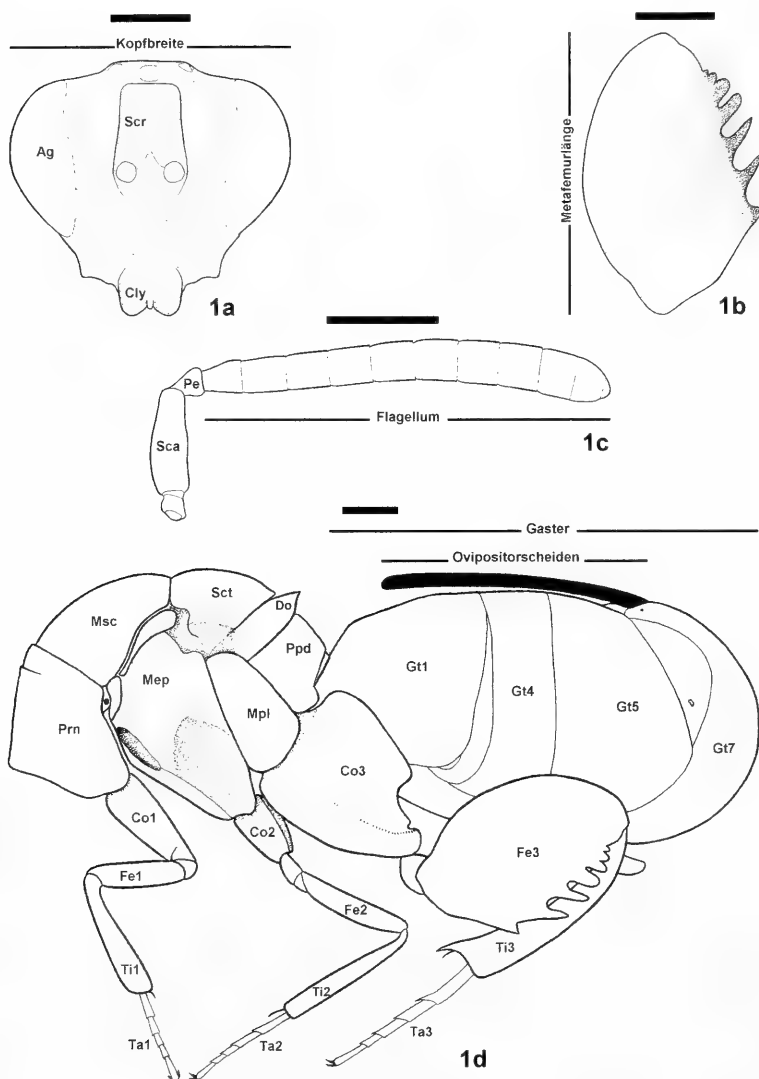 Kopfbreite
Scr
Ag
Cly
1a
Metafemurlänge
1b
Pe
Flagellum
Sca
1c
Gaster
Ovipositorscheiden
Sct
Do
Msc
Ppd
Mep
Gt1
Gt4
Mpl
Gt5
Prn
Gt7
Co3
Co1
Co2
Fe3
Fe1
Fe2
Ti3
Ti1
Ti2
Ta3
Ta1
Ta2
1d